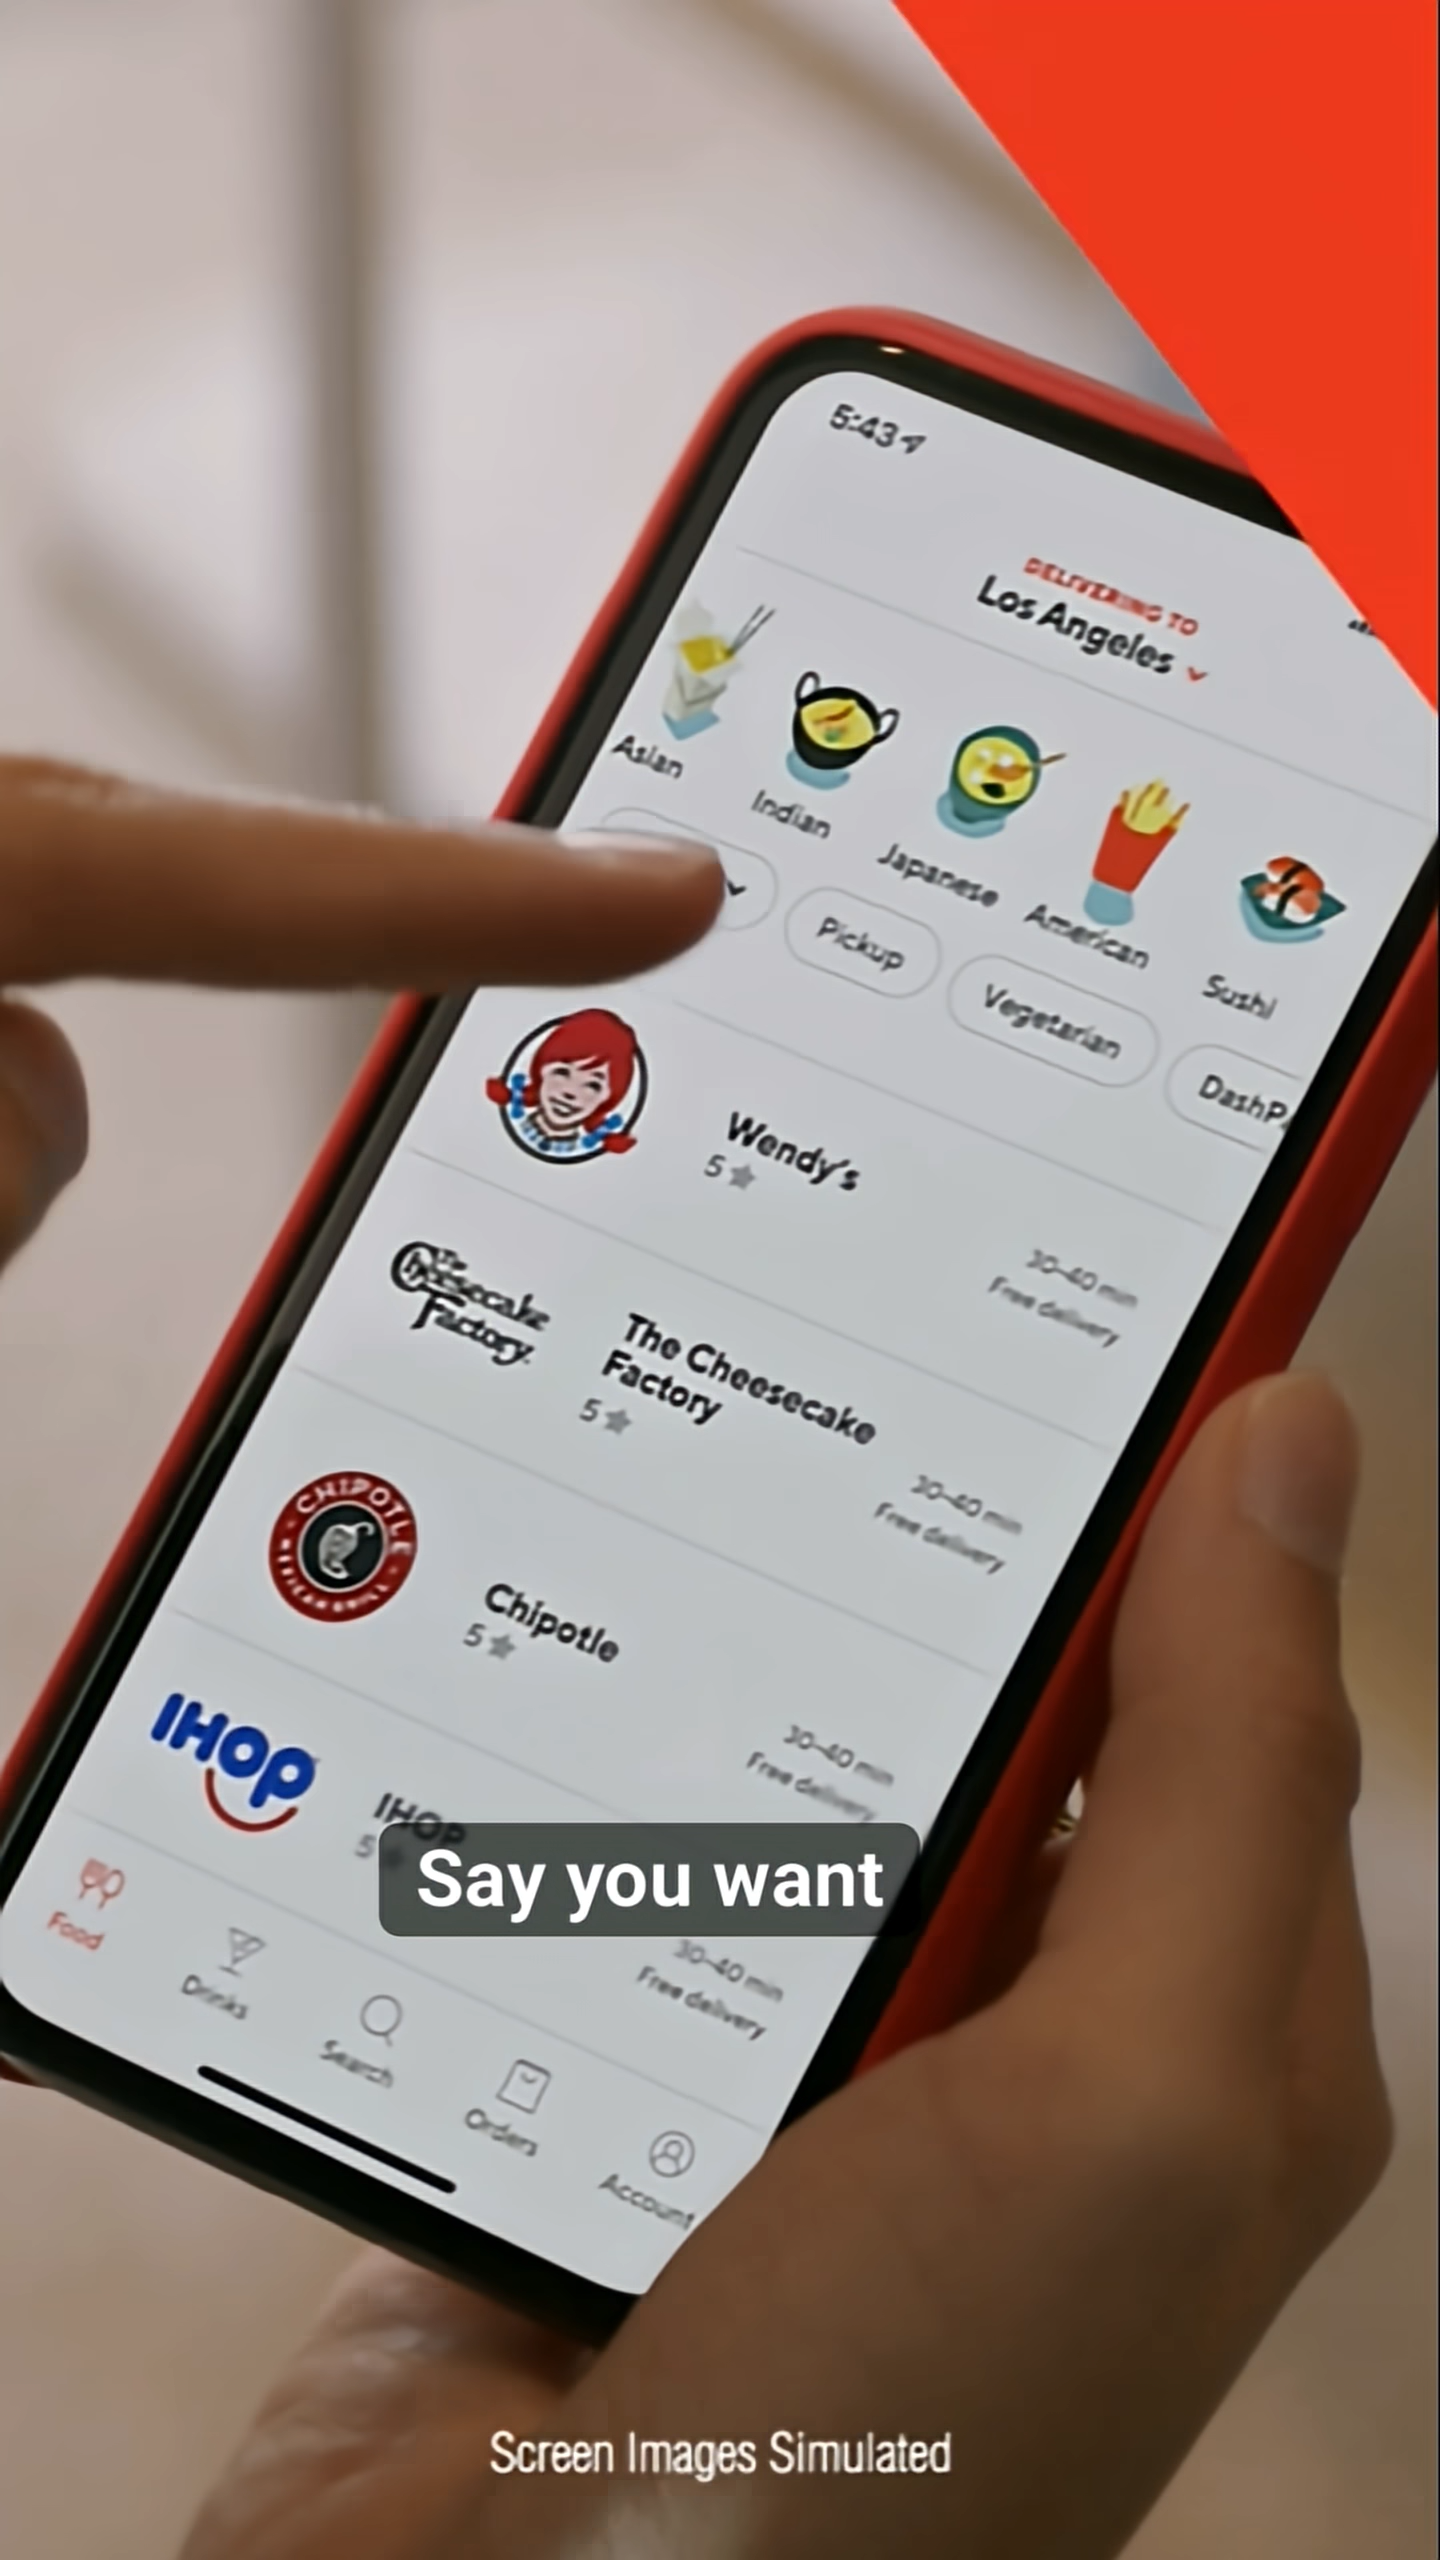 5:43
DELIVERING TO
Los Angeles
Asian
Indian
Japanese
American
Sushi
Pickup
Vegetarian
DashP
Wendy's
5
30-40 min
Free delivery
The
Cheesecake
Factory
The Cheesecake
Factory
5
30-40 min
Free delivery
CHIPOTLE
MEXICAN GRILL
Chipotle
5
30-40 min
Free delivery
IHOP
IHOP
5
30-40 min
Free delivery
Say you want
Food
Drinks
Search
Orders
Account
Screen Images Simulated